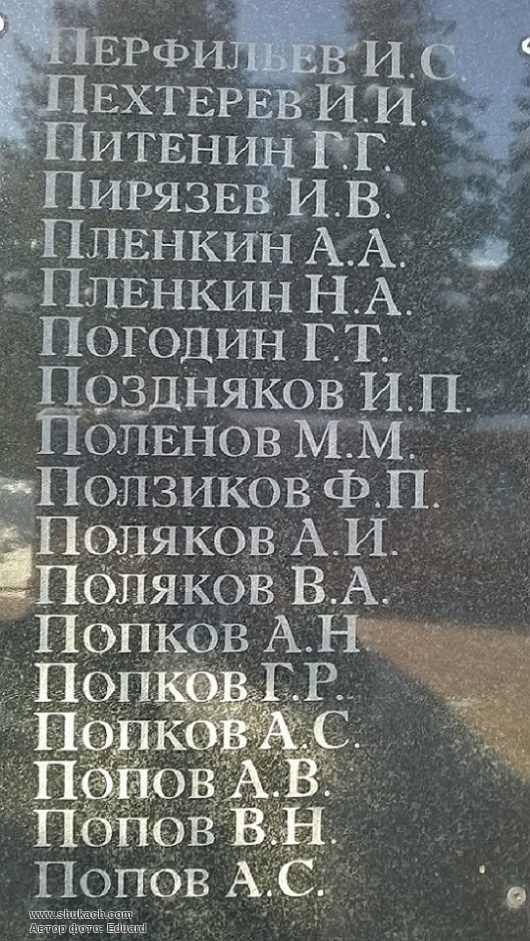 ПЕРФИЛЬЕВ И.С.
ПЕХТЕРЕВ И.И.
ПИТЕНИН Г.Г.
ПИРЯЗЕВ И.В.
ПЛЕНКИН А.А.
ПЛЕНКИН Н.А.
ПОГОДИН Г.Т.
ПОЗДНЯКОВ И.П.
ПОЛЕНОВ М.М.
ПОЛЗИКОВ Ф.П.
ПОЛЯКОВ А.И.
ПОЛЯКОВ В.А.
ПОПКОВ А.Н
ПОПКОВ Г.Р.
ПОПКОВ А.С.
ПОПОВ А.В.
ПОПОВ В.Н.
ПОПОВ А.С.
www.shukach.com
Автор фото: Eduard